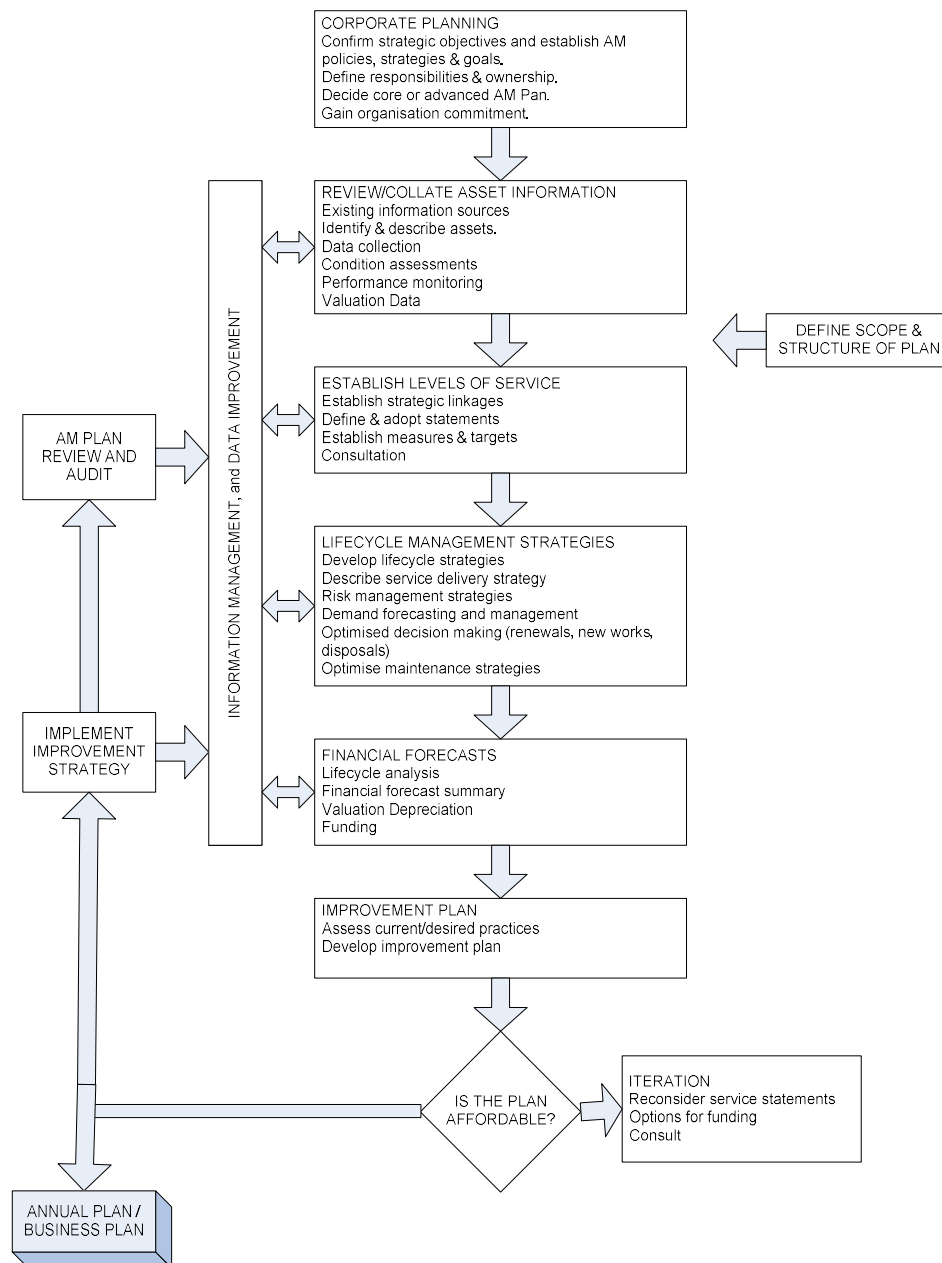 CORPORATE PLANNING
Confirm strategic objectives and establish AM
policies, strategies & goals.
Define responsibilities & ownership.
Decide core or advanced AM Pan.
Gain organisation commitment.
REVIEW/COLLATE ASSET INFORMATION
Existing information sources
Identify & describe assets.
Data collection
Condition assessments
Performance monitoring
Valuation Data
DEFINE SCOPE &
STRUCTURE OF PLAN
INFORMATION MANAGEMENT, and DATA IMPROVEMENT
ESTABLISH LEVELS OF SERVICE
Establish strategic linkages
Define & adopt statements
Establish measures & targets
Consultation
AM PLAN
REVIEW AND
AUDIT
LIFECYCLE MANAGEMENT STRATEGIES
Develop lifecycle strategies
Describe service delivery strategy
Risk management strategies
Demand forecasting and management
Optimised decision making (renewals, new works,
disposals)
Optimise maintenance strategies
IMPLEMENT
IMPROVEMENT
STRATEGY
FINANCIAL FORECASTS
Lifecycle analysis
Financial forecast summary
Valuation Depreciation
Funding
IMPROVEMENT PLAN
Assess current/desired practices
Develop improvement plan
IS THE PLAN
AFFORDABLE?
ITERATION
Reconsider service statements
Options for funding
Consult
ANNUAL PLAN /
BUSINESS PLAN